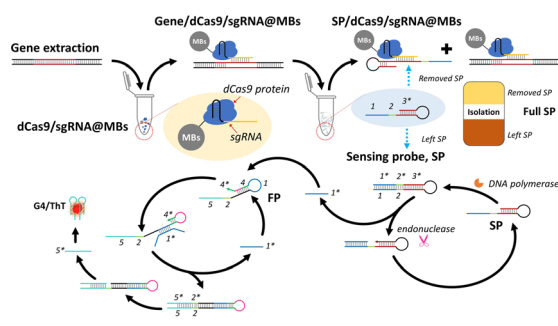 Gene/dCas9/sgRNA@MBs
SP/dCas9/sgRNA@MBs
Gene extraction
MBs
MBs
MBs
+
Removed SP
dCas9 protein
dCas9/sgRNA@MBs
MBs
sgRNA
1 2 3*
Removed SP
Isolation
Full SP
Left SP
Left SP
Sensing probe, SP
4* 4 1
FP
5 2
1*
1* 2* 3*
1 2
DNA polymerase
SP
G4/ThT
4*
5 2 1*
endonuclease
1*
5*
5* 2*
5 2